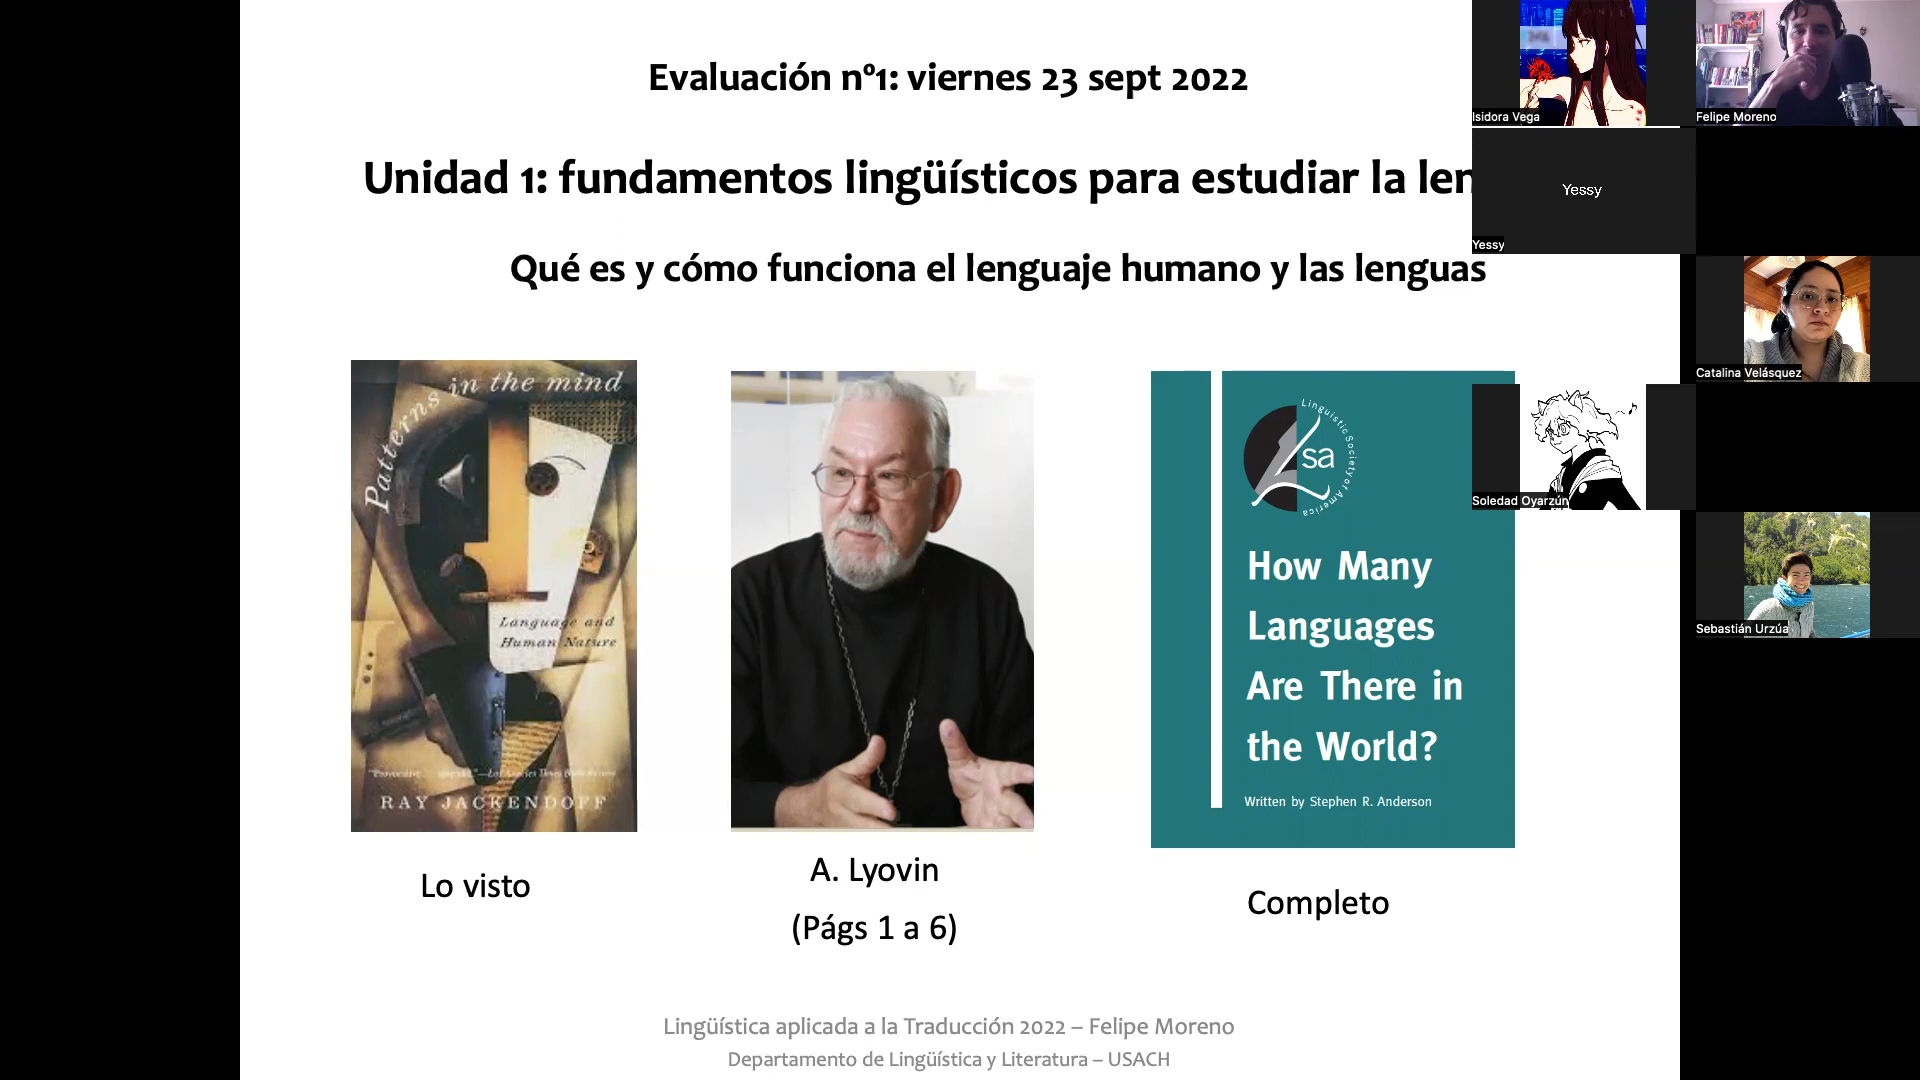 Evaluación nº1: viernes 23 sept 2022
Unidad 1: fundamentos lingüísticos para estudiar la len
Qué es y cómo funciona el lenguaje humano y las lenguas
Patterns in the mind
Language and
Human Nature
RAY JACKENDOFF
Lo visto
A. Lyovin
(Págs 1 a 6)
Lsa
Linguistic Society of America
How Many
Languages
Are There in
the World?
Written by Stephen R. Anderson
Completo
Lingüística aplicada a la Traducción 2022 – Felipe Moreno
Departamento de Lingüística y Literatura – USACH
Isidora Vega
Felipe Moreno
Yessy
Yessy
Catalina Velásquez
Soledad Oyarzún
Sebastián Urzúa